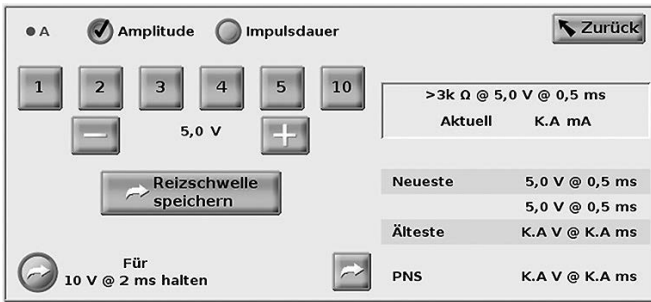 A Amplitude Impulsdauer Zurück
1 2 3 4 5 10
− 5,0 V +
Reizschwelle
speichern
Für
10 V @ 2 ms halten
>3k Ω @ 5,0 V @ 0,5 ms
Aktuell K.A mA
Neueste 5,0 V @ 0,5 ms
5,0 V @ 0,5 ms
Älteste K.A V @ K.A ms
PNS K.A V @ K.A ms